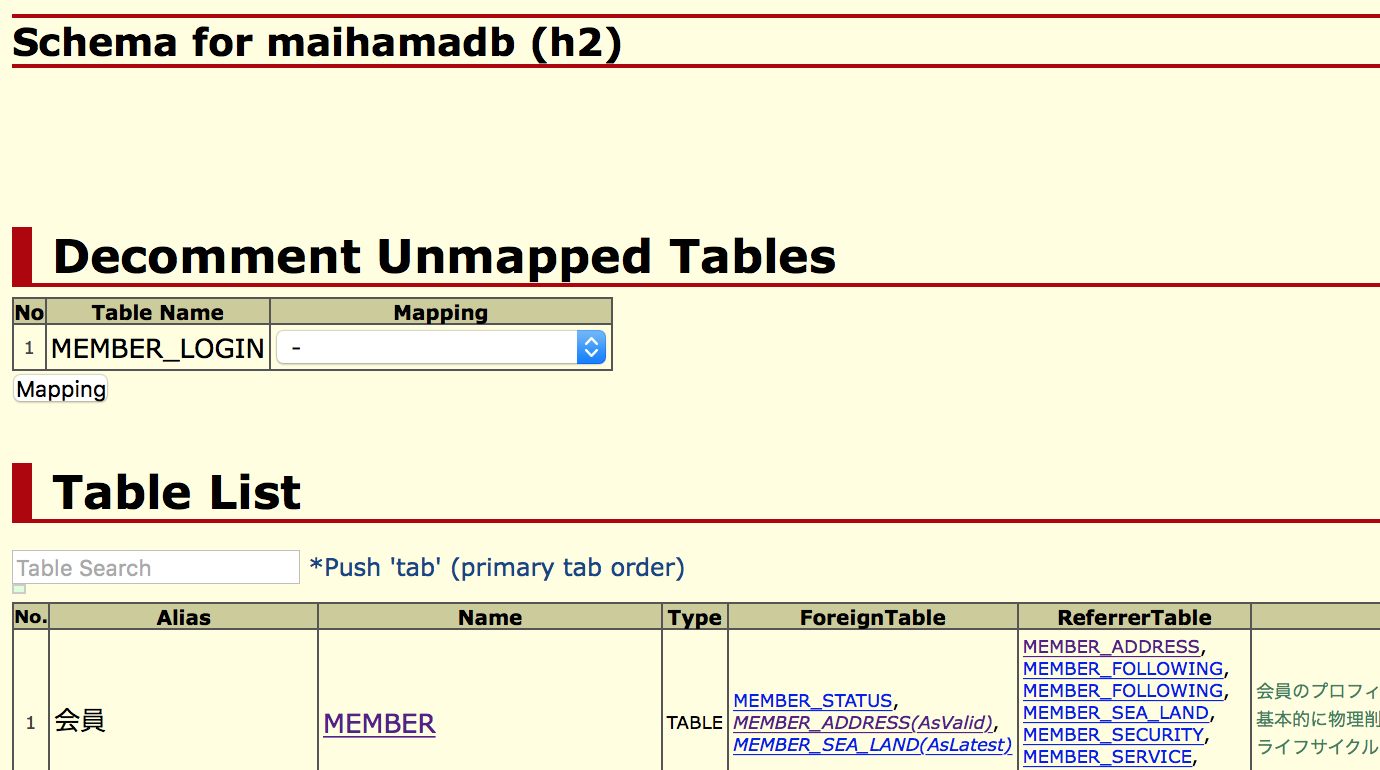 Schema for maihamadb (h2)
Decomment Unmapped Tables
No Table Name Mapping
1 MEMBER_LOGIN -
Mapping
Table List
Table Search *Push 'tab' (primary tab order)
No. Alias Name Type ForeignTable ReferrerTable
1 会員 MEMBER TABLE
MEMBER_STATUS,
MEMBER_ADDRESS(AsValid),
MEMBER_SEA_LAND(AsLatest)
MEMBER_ADDRESS,
MEMBER_FOLLOWING,
MEMBER_FOLLOWING,
MEMBER_SEA_LAND,
MEMBER_SECURITY,
MEMBER_SERVICE,
会員のプロフィ
基本的に物理削
ライフサイクル